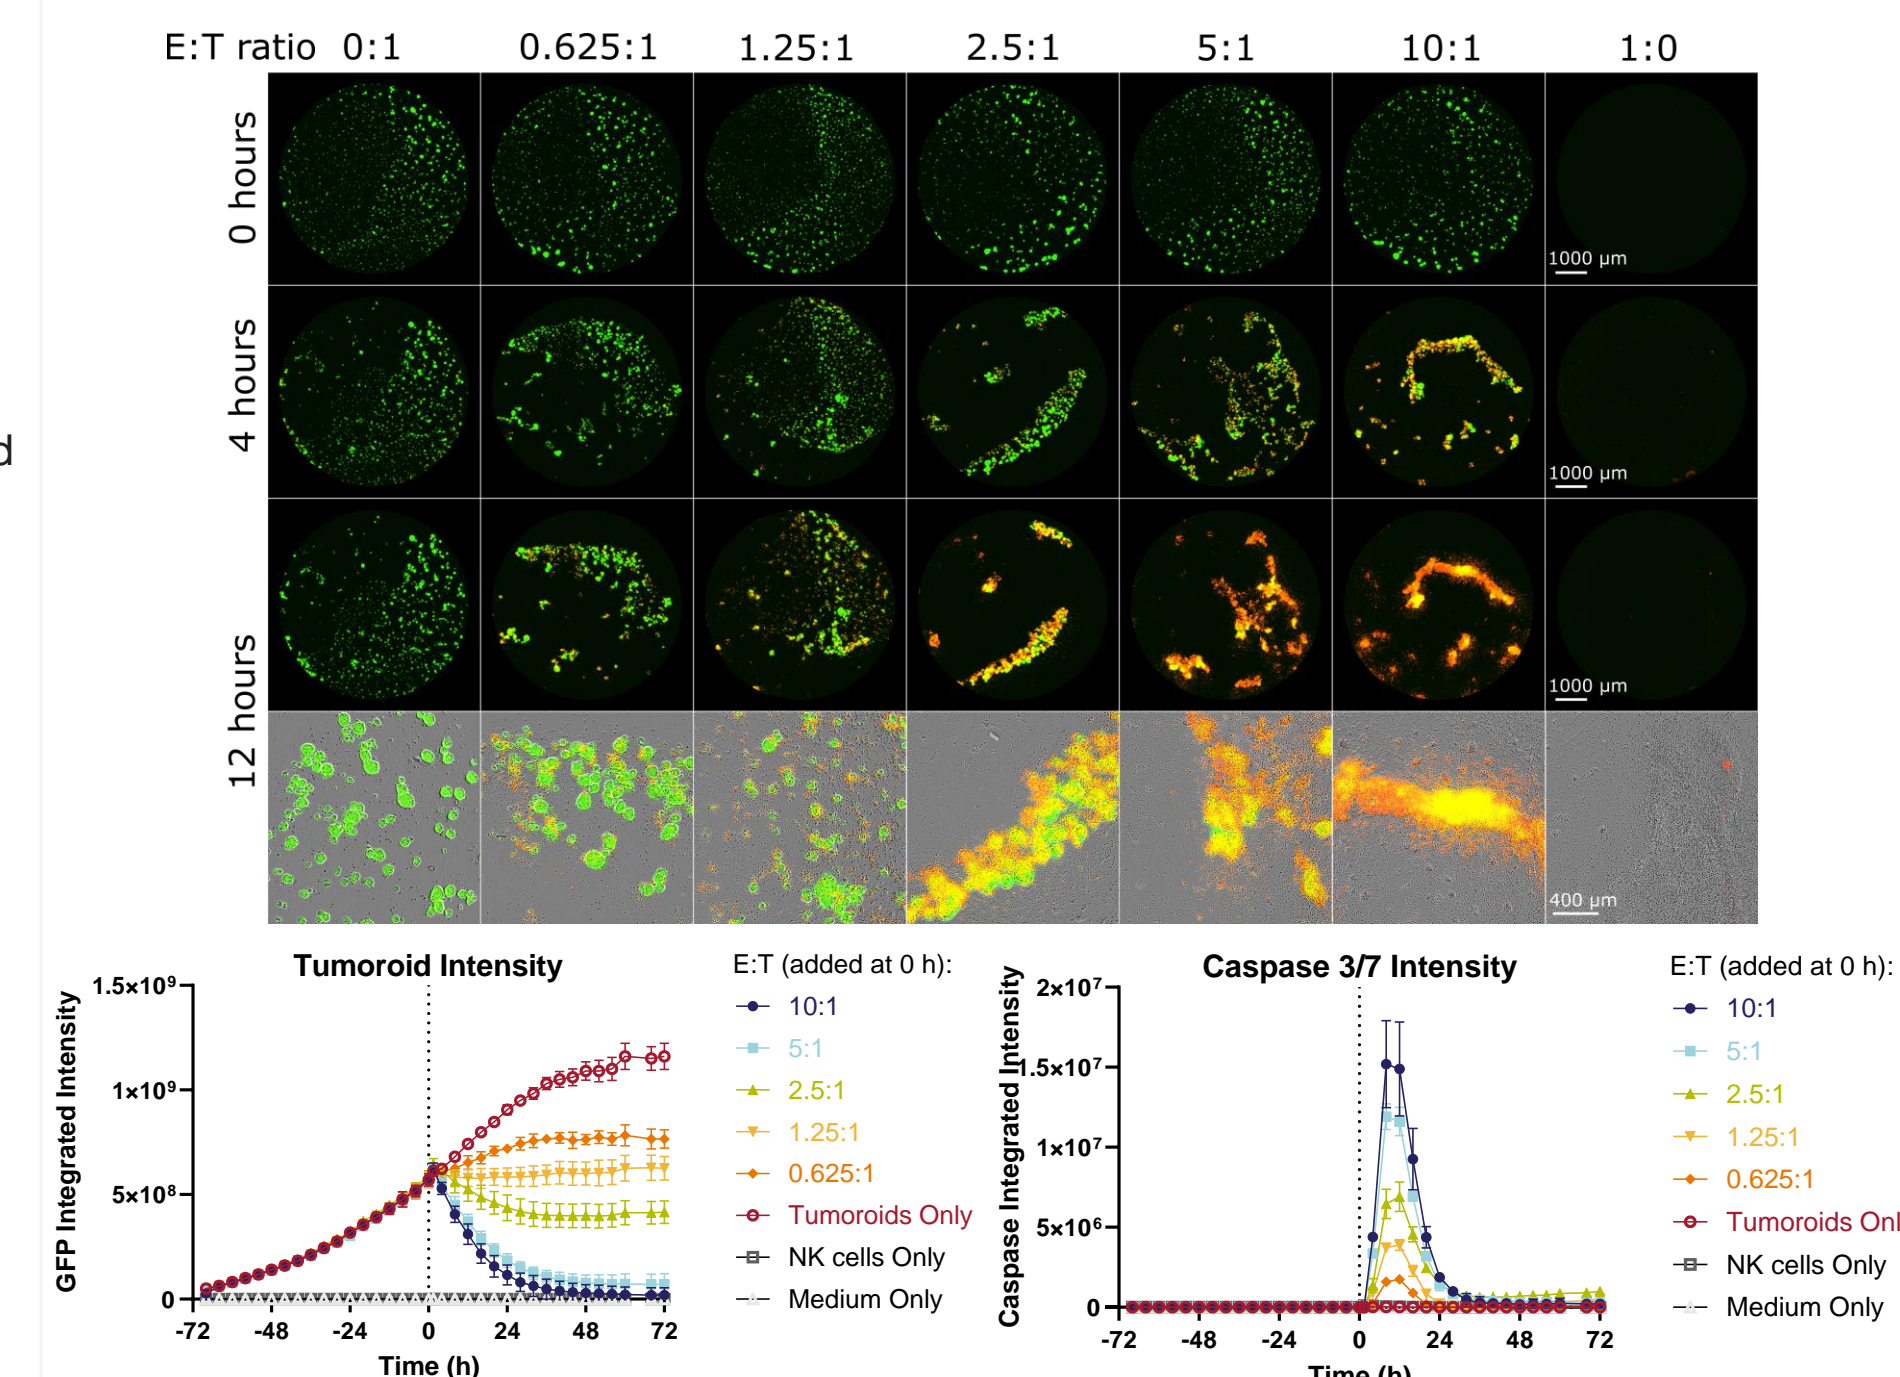 E:T ratio 0:1 0.625:1 1.25:1 2.5:1 5:1 10:1 1:0
0 hours
1000 µm
4 hours
1000 µm
d
12 hours
1000 µm
400 µm
Tumoroid Intensity
GFP Integrated Intensity
1.5×10⁹
1×10⁹
5×10⁸
0
-72 -48 -24 0 24 48 72
Time (h)
E:T (added at 0 h):
10:1
5:1
2.5:1
1.25:1
0.625:1
Tumoroids Only
NK cells Only
Medium Only
Caspase 3/7 Intensity
Caspase Integrated Intensity
2×10⁷
1.5×10⁷
1×10⁷
5×10⁶
0
-72 -48 -24 0 24 48 72
Time (h)
E:T (added at 0 h):
10:1
5:1
2.5:1
1.25:1
0.625:1
Tumoroids Onl
NK cells Only
Medium Only